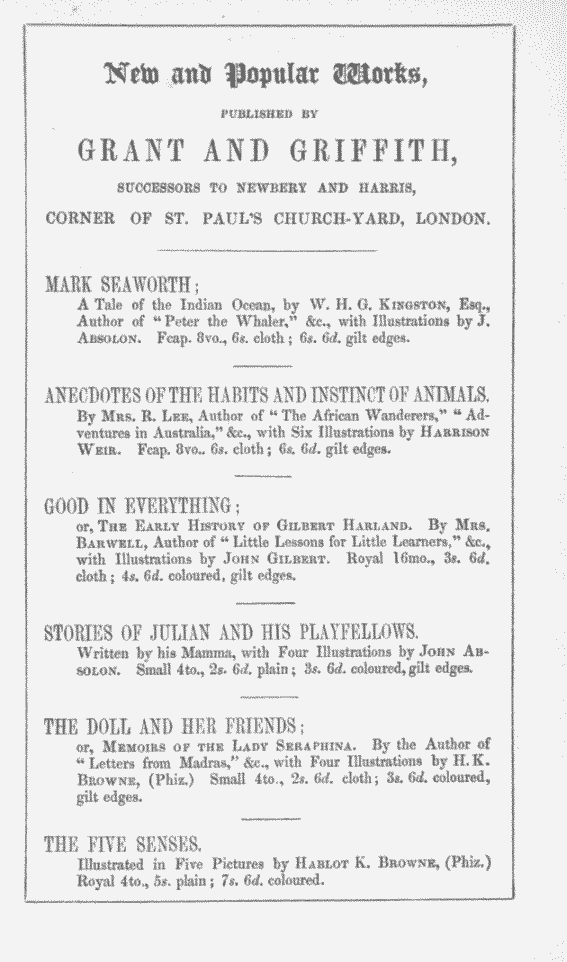 New and Popular Works,
PUBLISHED BY
GRANT AND GRIFFITH,
SUCCESSORS TO NEWBERY AND HARRIS,
CORNER OF ST. PAUL'S CHURCH-YARD, LONDON.
MARK SEAWORTH;
A Tale of the Indian Ocean, by W. H. G. KINGSTON, Esq.,
Author of "Peter the Whaler," &c., with Illustrations by J.
ABSOLON. Fcap. 8vo., 6s. cloth; 6s. 6d. gilt edges.
ANECDOTES OF THE HABITS AND INSTINCT OF ANIMALS.
By MRS. R. LEE, Author of "The African Wanderers," "Ad-
ventures in Australia," &c., with Six Illustrations by HARRISON
WEIR. Fcap. 8vo.. 6s. cloth; 6s. 6d. gilt edges.
GOOD IN EVERYTHING;
or, THE EARLY HISTORY OF GILBERT HARLAND. By MRS.
BARWELL, Author of "Little Lessons for Little Learners," &c.,
with Illustrations by JOHN GILBERT. Royal 16mo., 3s. 6d.
cloth; 4s. 6d. coloured, gilt edges.
STORIES OF JULIAN AND HIS PLAYFELLOWS.
Written by his Mamma, with Four Illustrations by JOHN AB-
SOLON. Small 4to., 2s. 6d. plain; 3s. 6d. coloured, gilt edges.
THE DOLL AND HER FRIENDS;
or, MEMOIRS OF THE LADY SERAPHINA. By the Author of
"Letters from Madras," &c., with Four Illustrations by H. K.
BROWNE, (Phiz.) Small 4to., 2s. 6d. cloth; 3s. 6d. coloured,
gilt edges.
THE FIVE SENSES.
Illustrated in Five Pictures by HABLOT K. BROWNE, (Phiz.)
Royal 4to., 5s. plain; 7s. 6d. coloured.